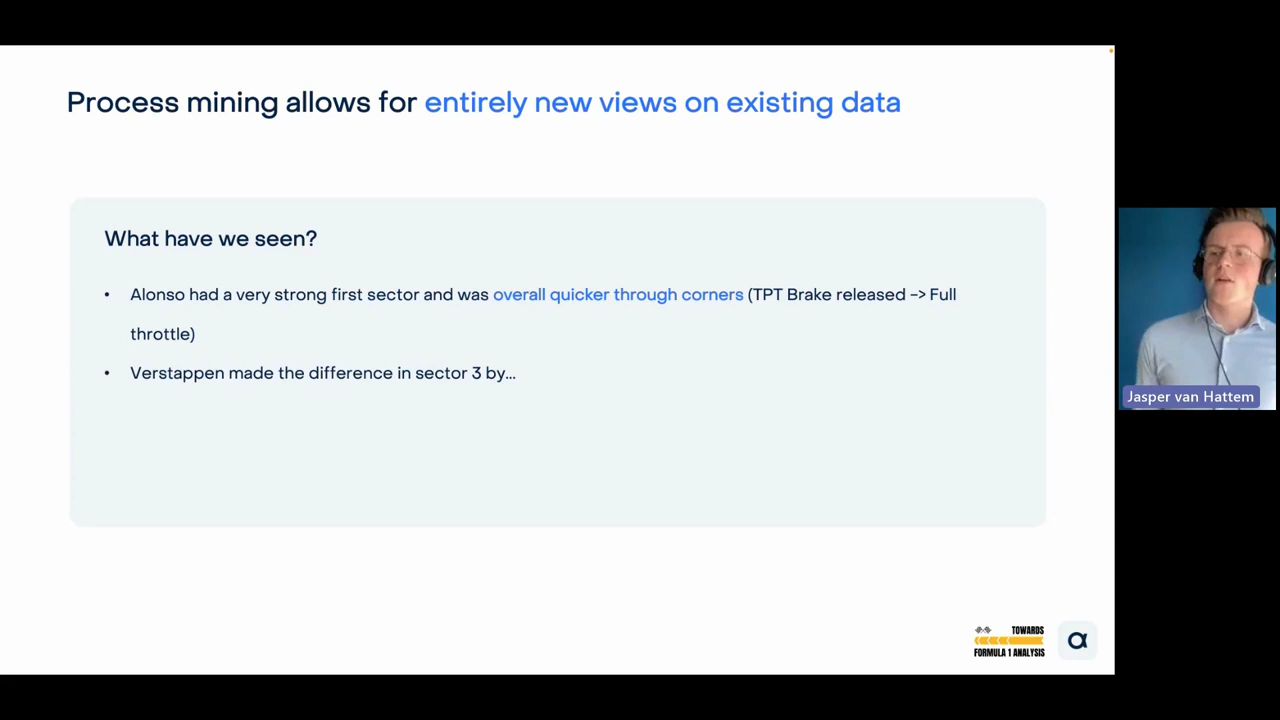 Process mining allows for entirely new views on existing data
What have we seen?
• Alonso had a very strong first sector and was overall quicker through corners (TPT Brake released -> Full
throttle)
• Verstappen made the difference in sector 3 by...
Jasper van Hattem
TOWARDS
FORMULA 1 ANALYSIS